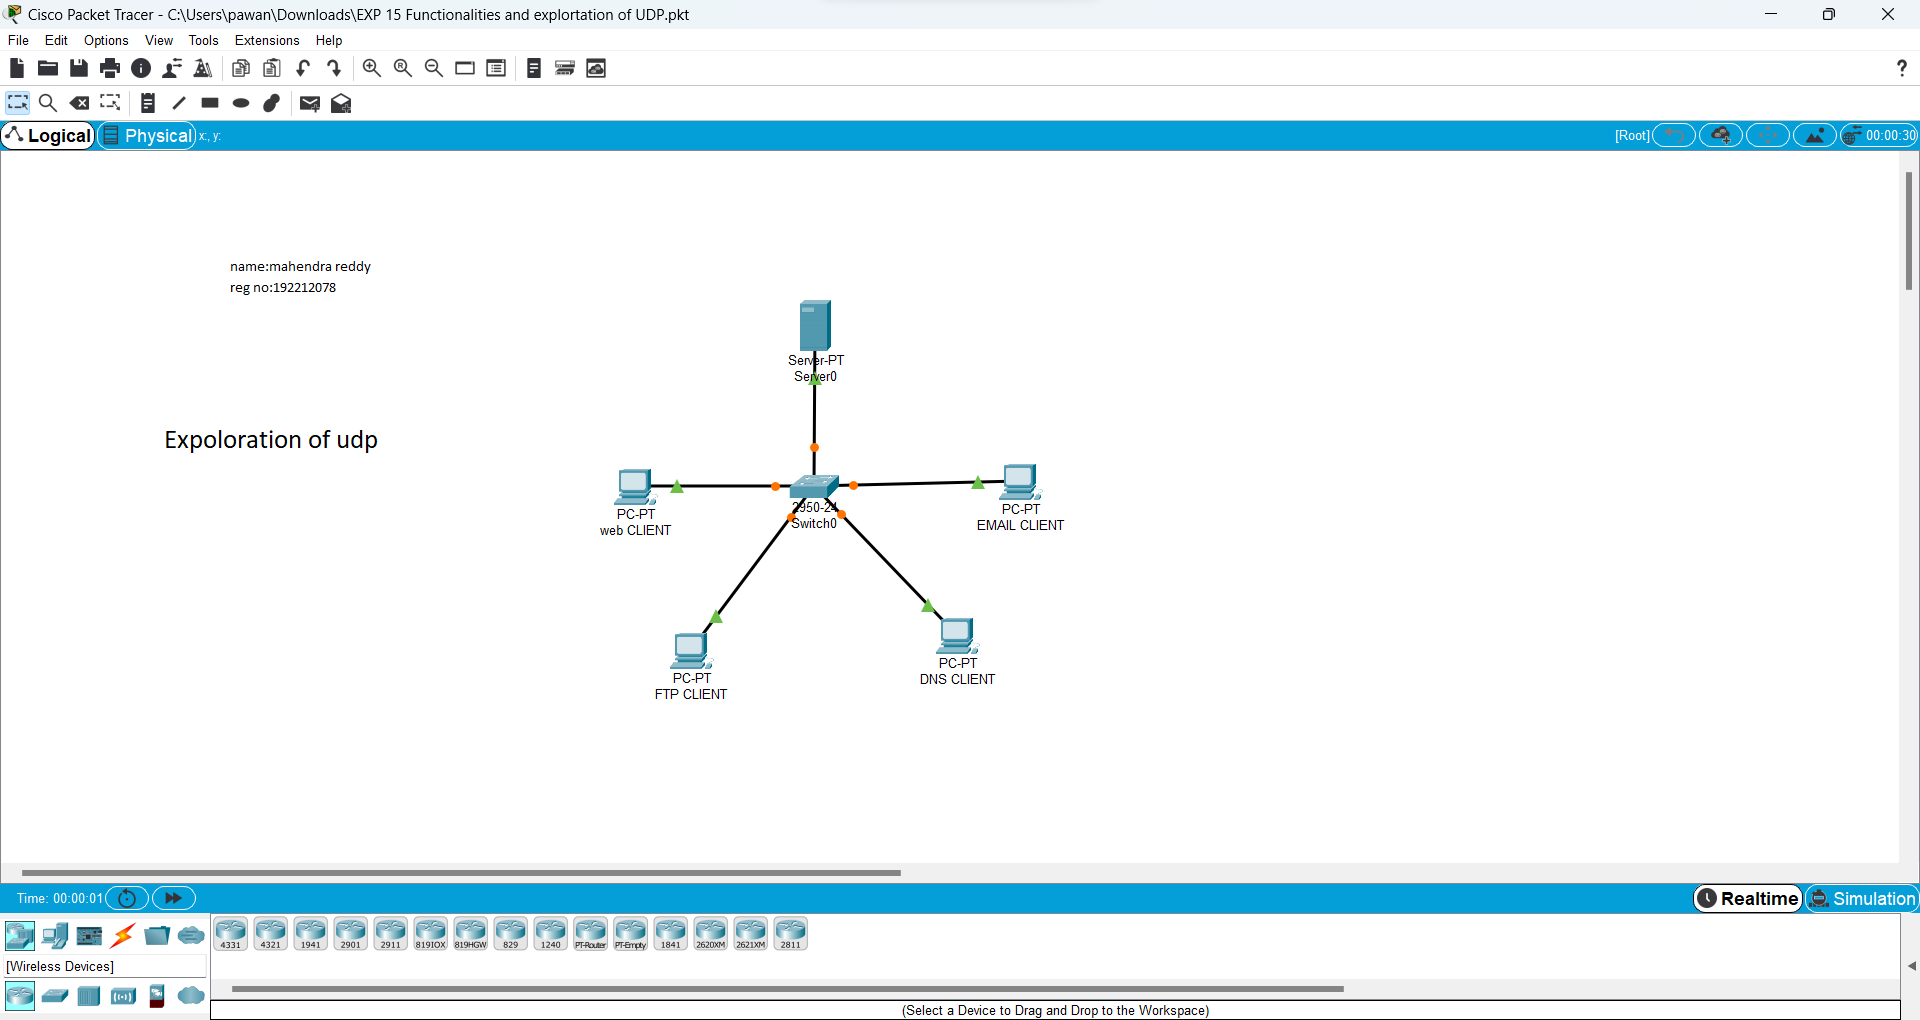 Cisco Packet Tracer - C:\Users\pawan\Downloads\EXP 15 Functionalities and explortation of UDP.pkt
File Edit Options View Tools Extensions Help
?
Logical Physical x:, y: [Root] 00:00:30
name:mahendra reddy
reg no:192212078
Server-PT
Server0
Expoloration of udp
PC-PT
web CLIENT
2950-24
Switch0
PC-PT
EMAIL CLIENT
PC-PT
FTP CLIENT
PC-PT
DNS CLIENT
Time: 00:00:01 Realtime Simulation
4331 4321 1941 2901 2911 819IOX 819HGW 829 1240 PT-Router PT-Empty 1841 2620XM 2621XM 2811
[Wireless Devices]
(Select a Device to Drag and Drop to the Workspace)